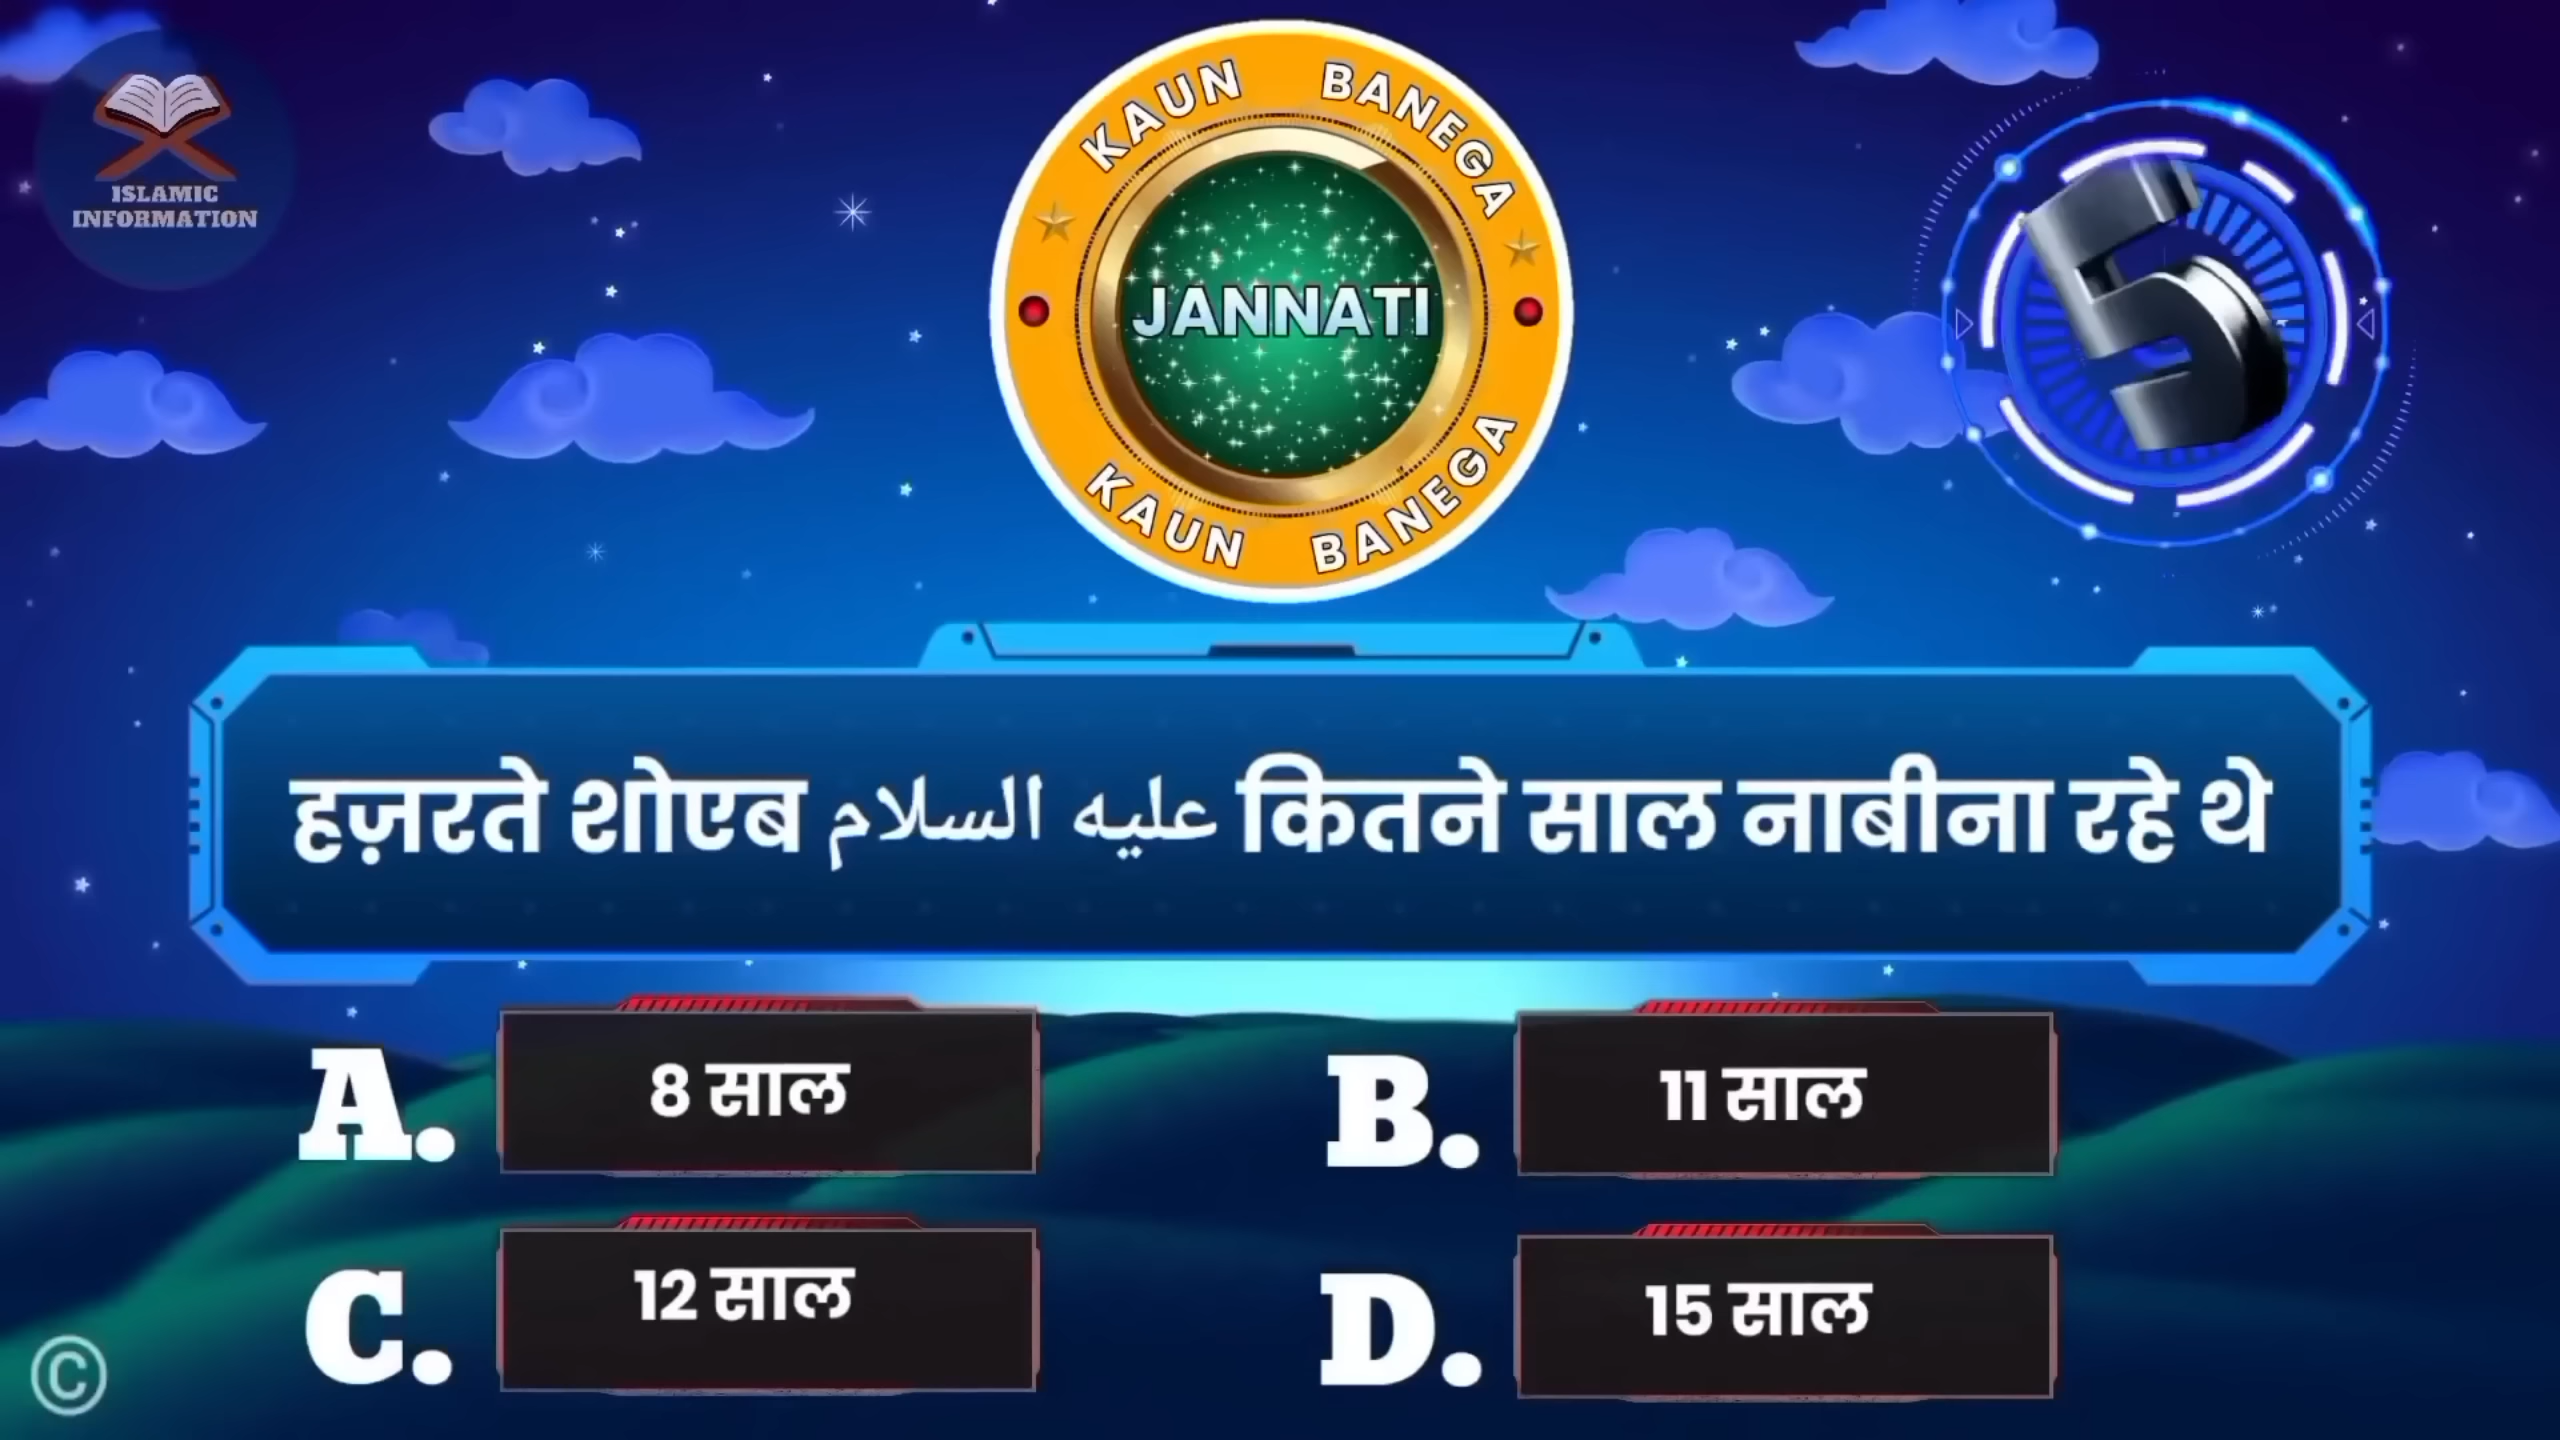 ISLAMIC
INFORMATION
KAUN BANEGA
JANNATI
KAUN BANEGA
5
हज़रते शोएब عليه السلام कितने साल नाबीना रहे थे
A. 8 साल
B. 11 साल
C. 12 साल
D. 15 साल
©